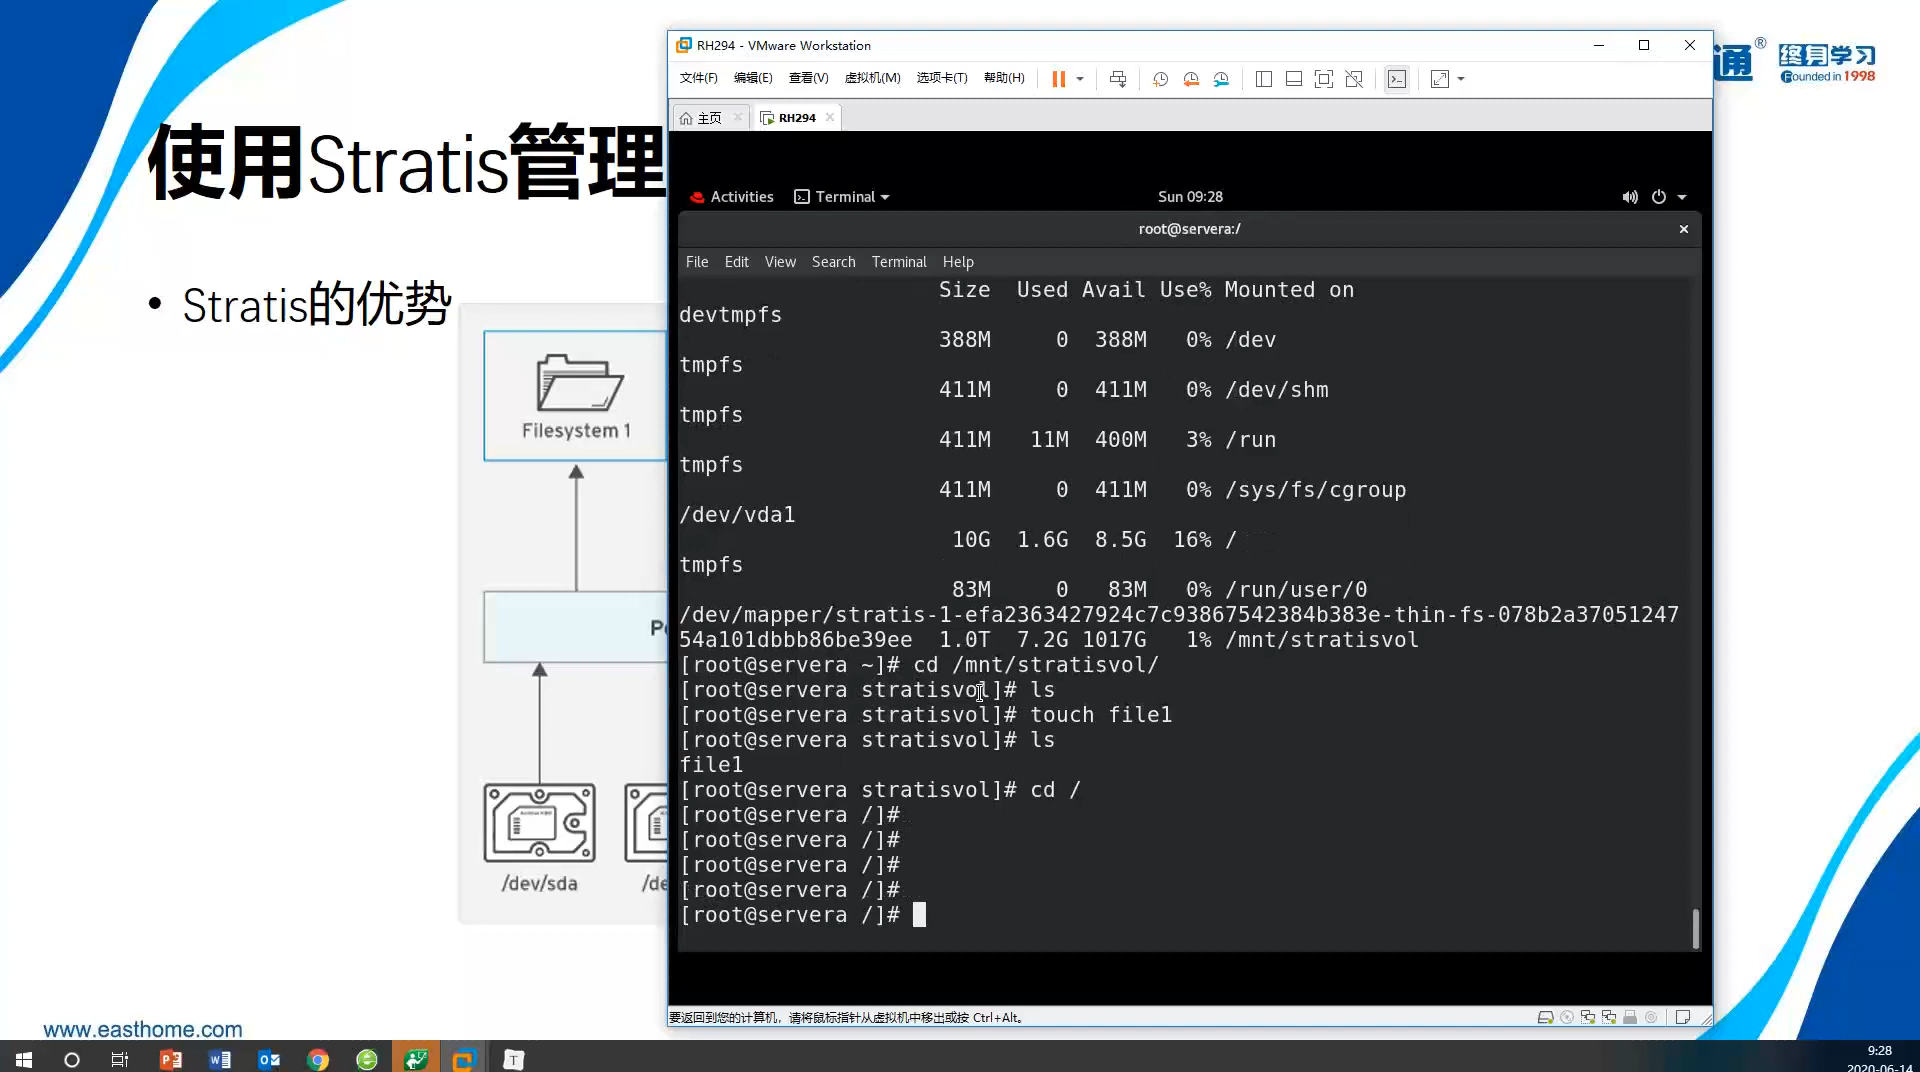 使用Stratis管理
• Stratis的优势
Filesystem 1
/dev/sda
www.easthome.com
通®
终身学习
Founded in 1998
RH294 - VMware Workstation
文件(F) 编辑(E) 查看(V) 虚拟机(M) 选项卡(T) 帮助(H)
主页 RH294
Activities Terminal Sun 09:28
root@servera:/
File Edit View Search Terminal Help
Size Used Avail Use% Mounted on
devtmpfs
388M 0 388M 0% /dev
tmpfs
411M 0 411M 0% /dev/shm
tmpfs
411M 11M 400M 3% /run
tmpfs
411M 0 411M 0% /sys/fs/cgroup
/dev/vda1
10G 1.6G 8.5G 16% /
tmpfs
83M 0 83M 0% /run/user/0
/dev/mapper/stratis-1-efa2363427924c7c93867542384b383e-thin-fs-078b2a37051247
54a101dbbb86be39ee 1.0T 7.2G 1017G 1% /mnt/stratisvol
[root@servera ~]# cd /mnt/stratisvol/
[root@servera stratisvol]# ls
[root@servera stratisvol]# touch file1
[root@servera stratisvol]# ls
file1
[root@servera stratisvol]# cd /
[root@servera /]#
[root@servera /]#
[root@servera /]#
[root@servera /]#
[root@servera /]#
要返回到您的计算机，请将鼠标指针从虚拟机中移出或按 Ctrl+Alt。
9:28
2020-06-14